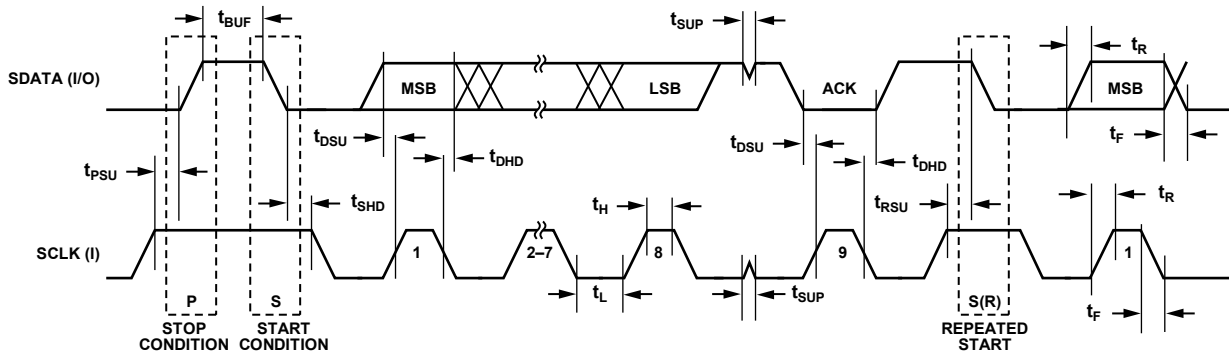 tBUF
tSUP
tR
SDATA (I/O)
MSB
LSB
ACK
MSB
tDSU
tDHD
tDSU
tDHD
tF
tPSU
tSHD
tH
tRSU
tR
SCLK (I)
1
2–7
8
9
1
P
S
tL
tSUP
S(R)
tF
STOP
CONDITION
START
CONDITION
REPEATED
START